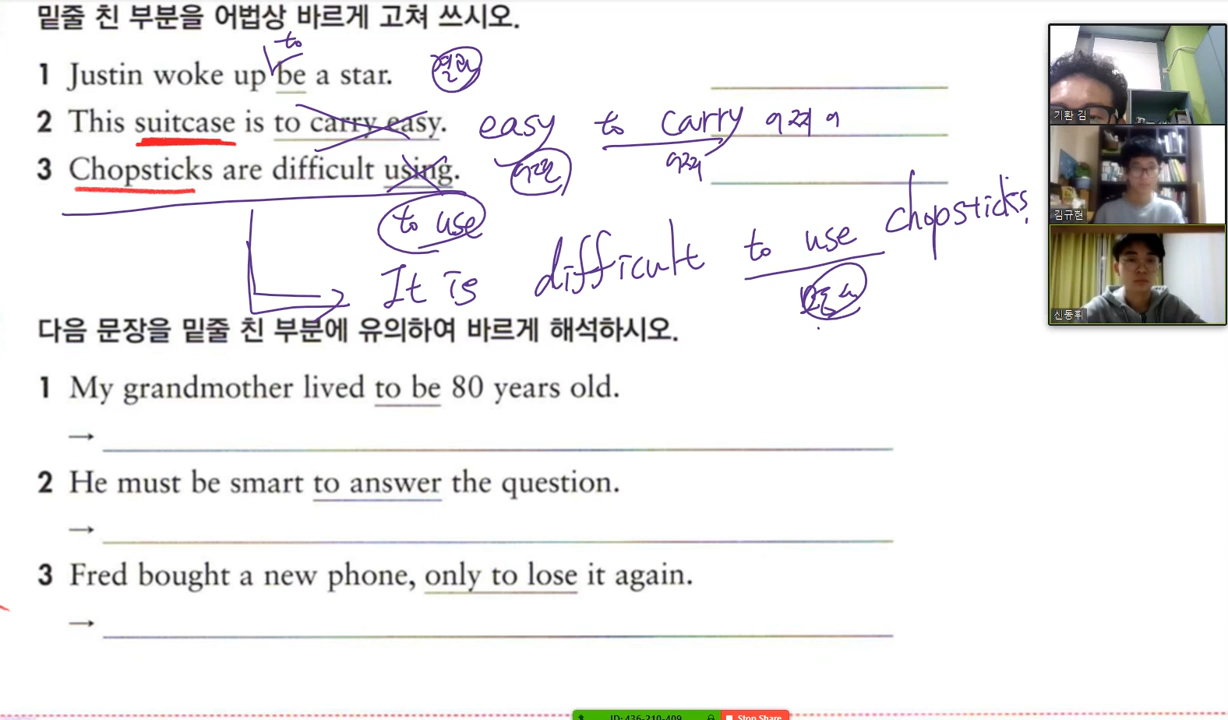 밑줄 친 부분을 어법상 바르게 고쳐 쓰시오.
to
1 Justin woke up be a star.
2 This suitcase is to carry easy. easy to carry
3 Chopsticks are difficult using.
to use
It is difficult to use chopsticks.
다음 문장을 밑줄 친 부분에 유의하여 바르게 해석하시오.
1 My grandmother lived to be 80 years old.
→
2 He must be smart to answer the question.
→
3 Fred bought a new phone, only to lose it again.
→
기환 김
김규현
신동휘
ID: 436-210-409 Stop Share